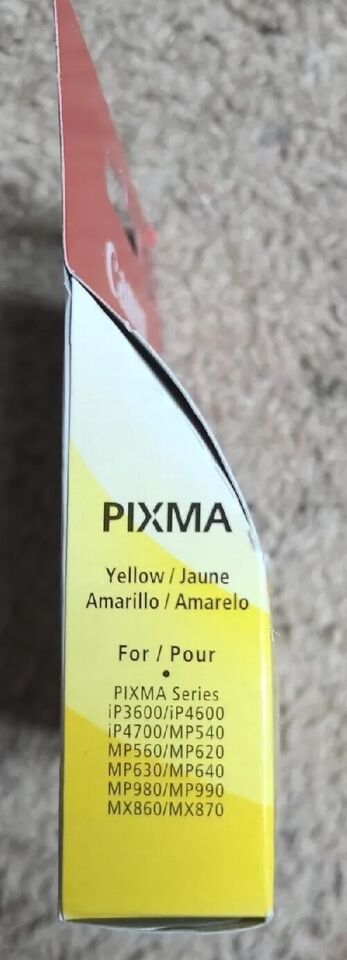 PIXMA
Yellow / Jaune
Amarillo / Amarelo
For / Pour
•
PIXMA Series
iP3600/iP4600
iP4700/MP540
MP560/MP620
MP630/MP640
MP980/MP990
MX860/MX870